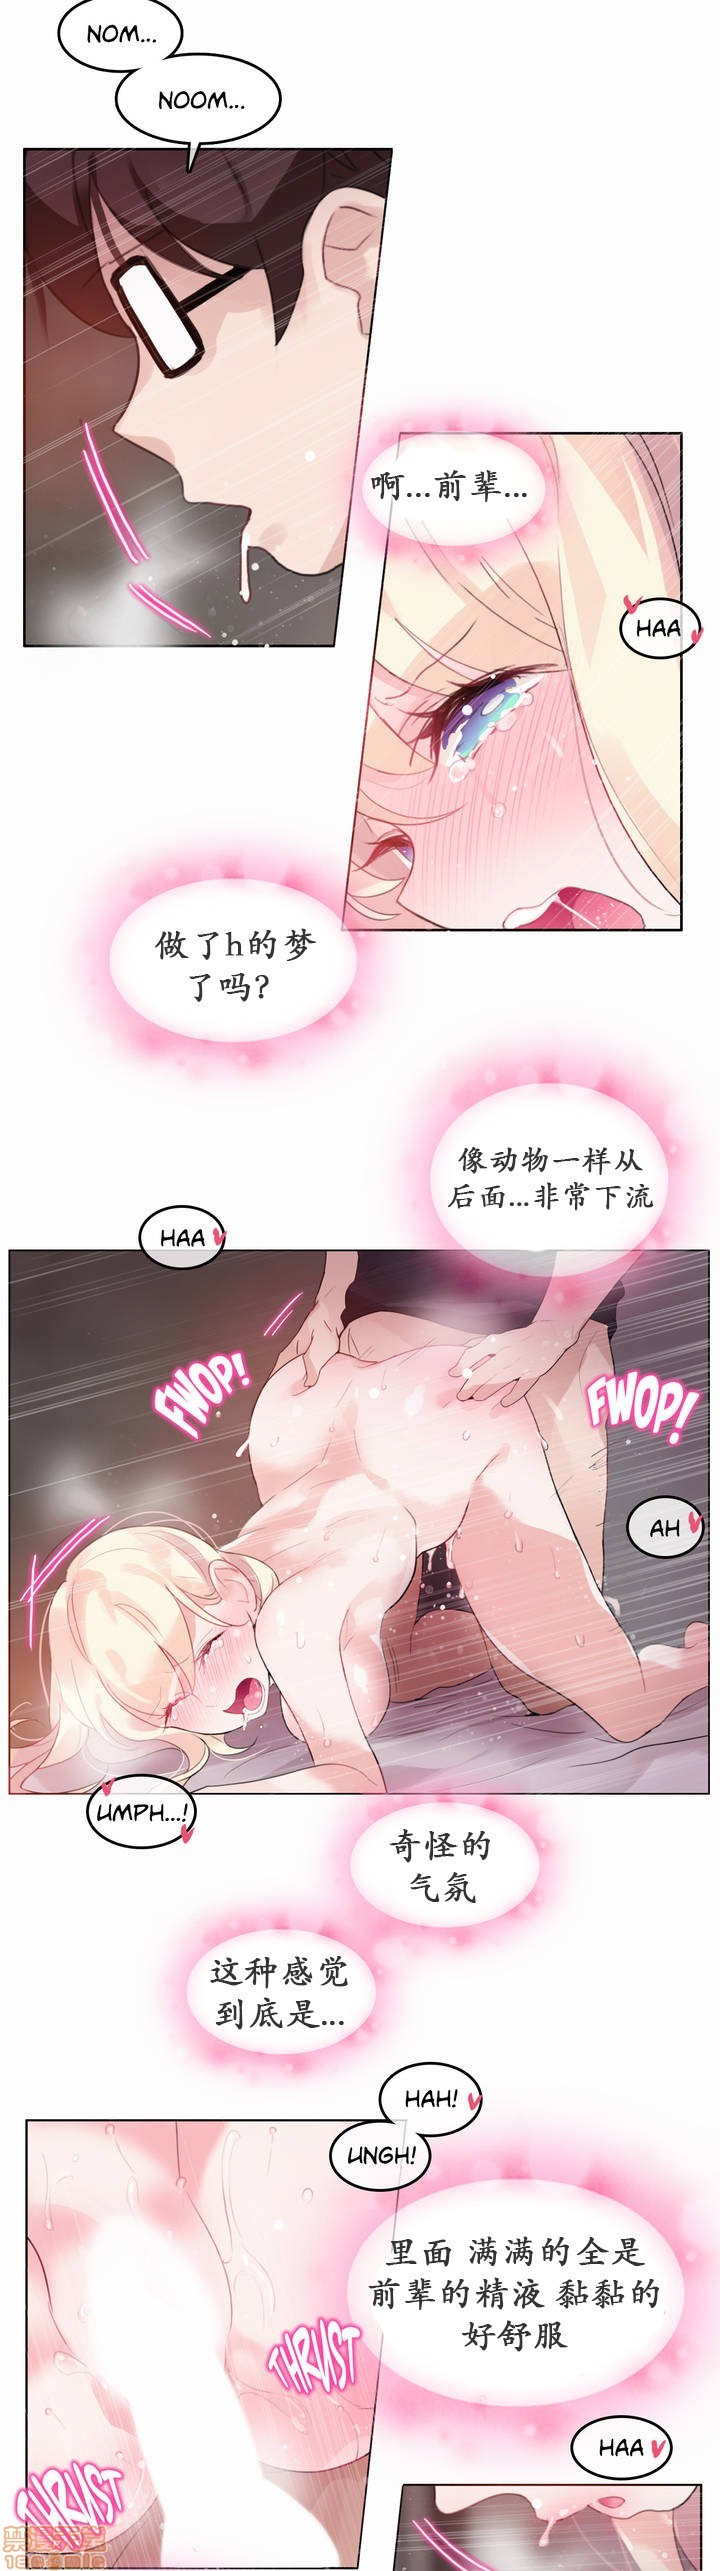 NOM...
NOOM...
啊...前辈...
HAA
做了h的梦
了吗?
像动物一样从
后面...非常下流
HAA
FWOP!
FWOP!
AH
UMPH...!
奇怪的
气氛
这种感觉
到底是...
HAH!
UNGH!
里面 满满的全是
前辈的精液 黏黏的
好舒服
THRUST
HAA
THRUST